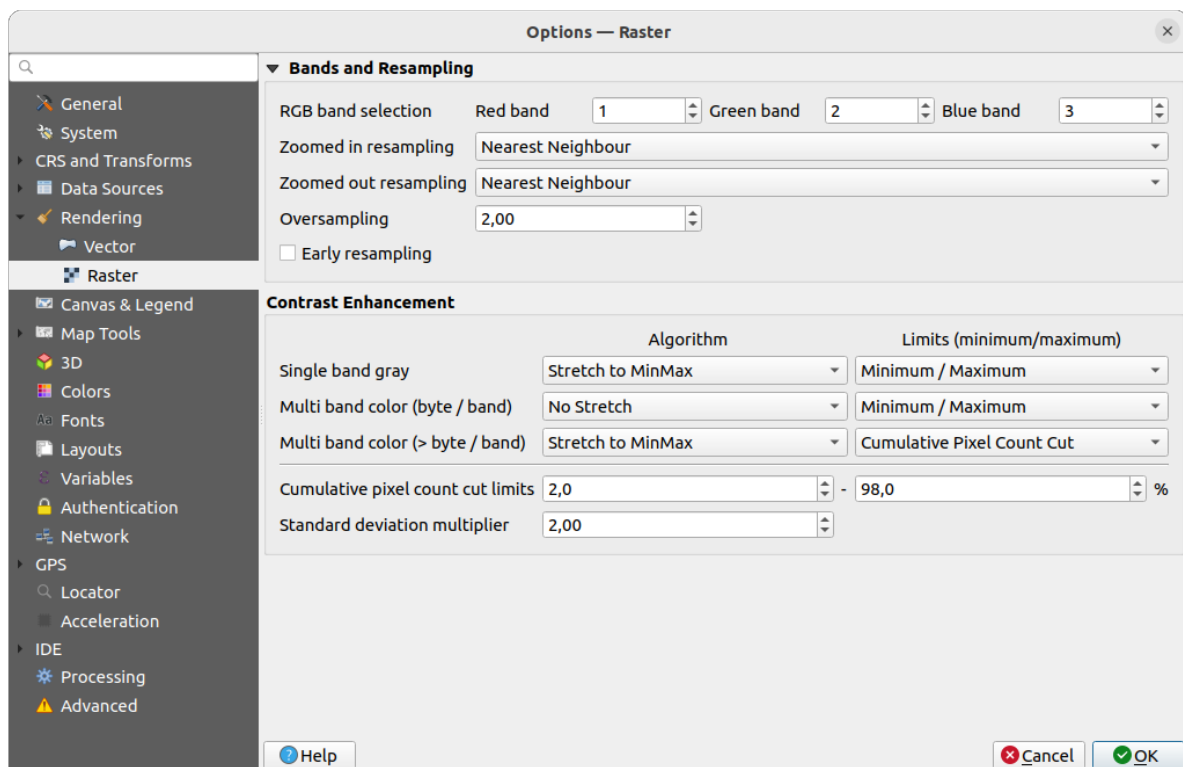 Options — Raster
General
System
CRS and Transforms
Data Sources
Rendering
Vector
Raster
Canvas & Legend
Map Tools
3D
Colors
Fonts
Layouts
Variables
Authentication
Network
GPS
Locator
Acceleration
IDE
Processing
Advanced
Bands and Resampling
RGB band selection Red band 1 Green band 2 Blue band 3
Zoomed in resampling Nearest Neighbour
Zoomed out resampling Nearest Neighbour
Oversampling 2,00
Early resampling
Contrast Enhancement
Algorithm Limits (minimum/maximum)
Single band gray Stretch to MinMax Minimum / Maximum
Multi band color (byte / band) No Stretch Minimum / Maximum
Multi band color (> byte / band) Stretch to MinMax Cumulative Pixel Count Cut
Cumulative pixel count cut limits 2,0 - 98,0 %
Standard deviation multiplier 2,00
Help Cancel OK